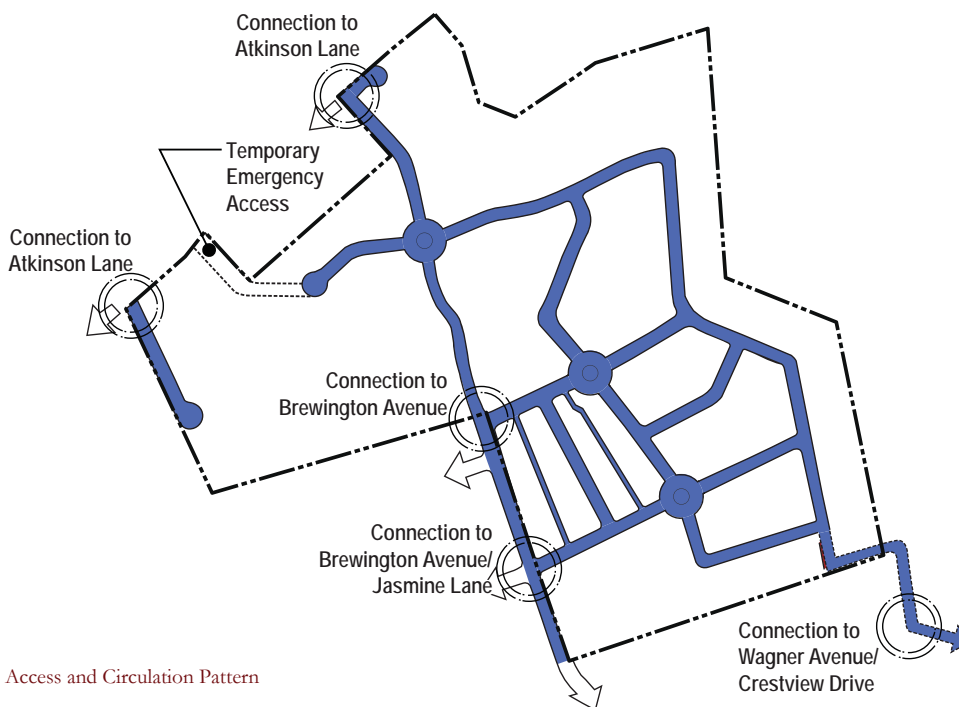 Connection to
Atkinson Lane
Temporary
Emergency
Access
Connection to
Atkinson Lane
Connection to
Brewington Avenue
Connection to
Brewington Avenue/
Jasmine Lane
Connection to
Wagner Avenue/
Crestview Drive
Access and Circulation Pattern